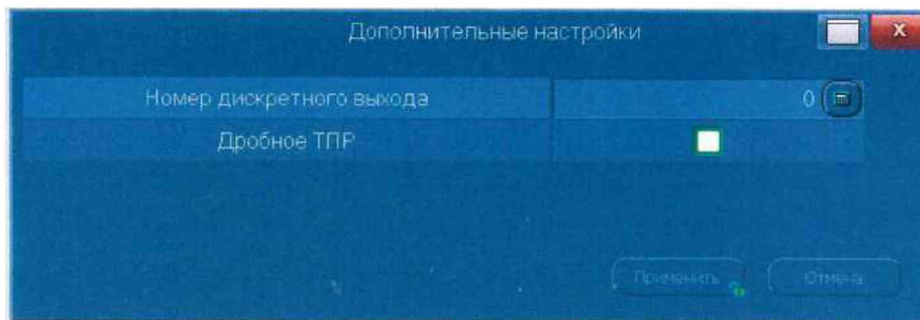 Дополнительные настройки
Номер дискретного выхода 0
Дробное ТПР
Применить Отмена